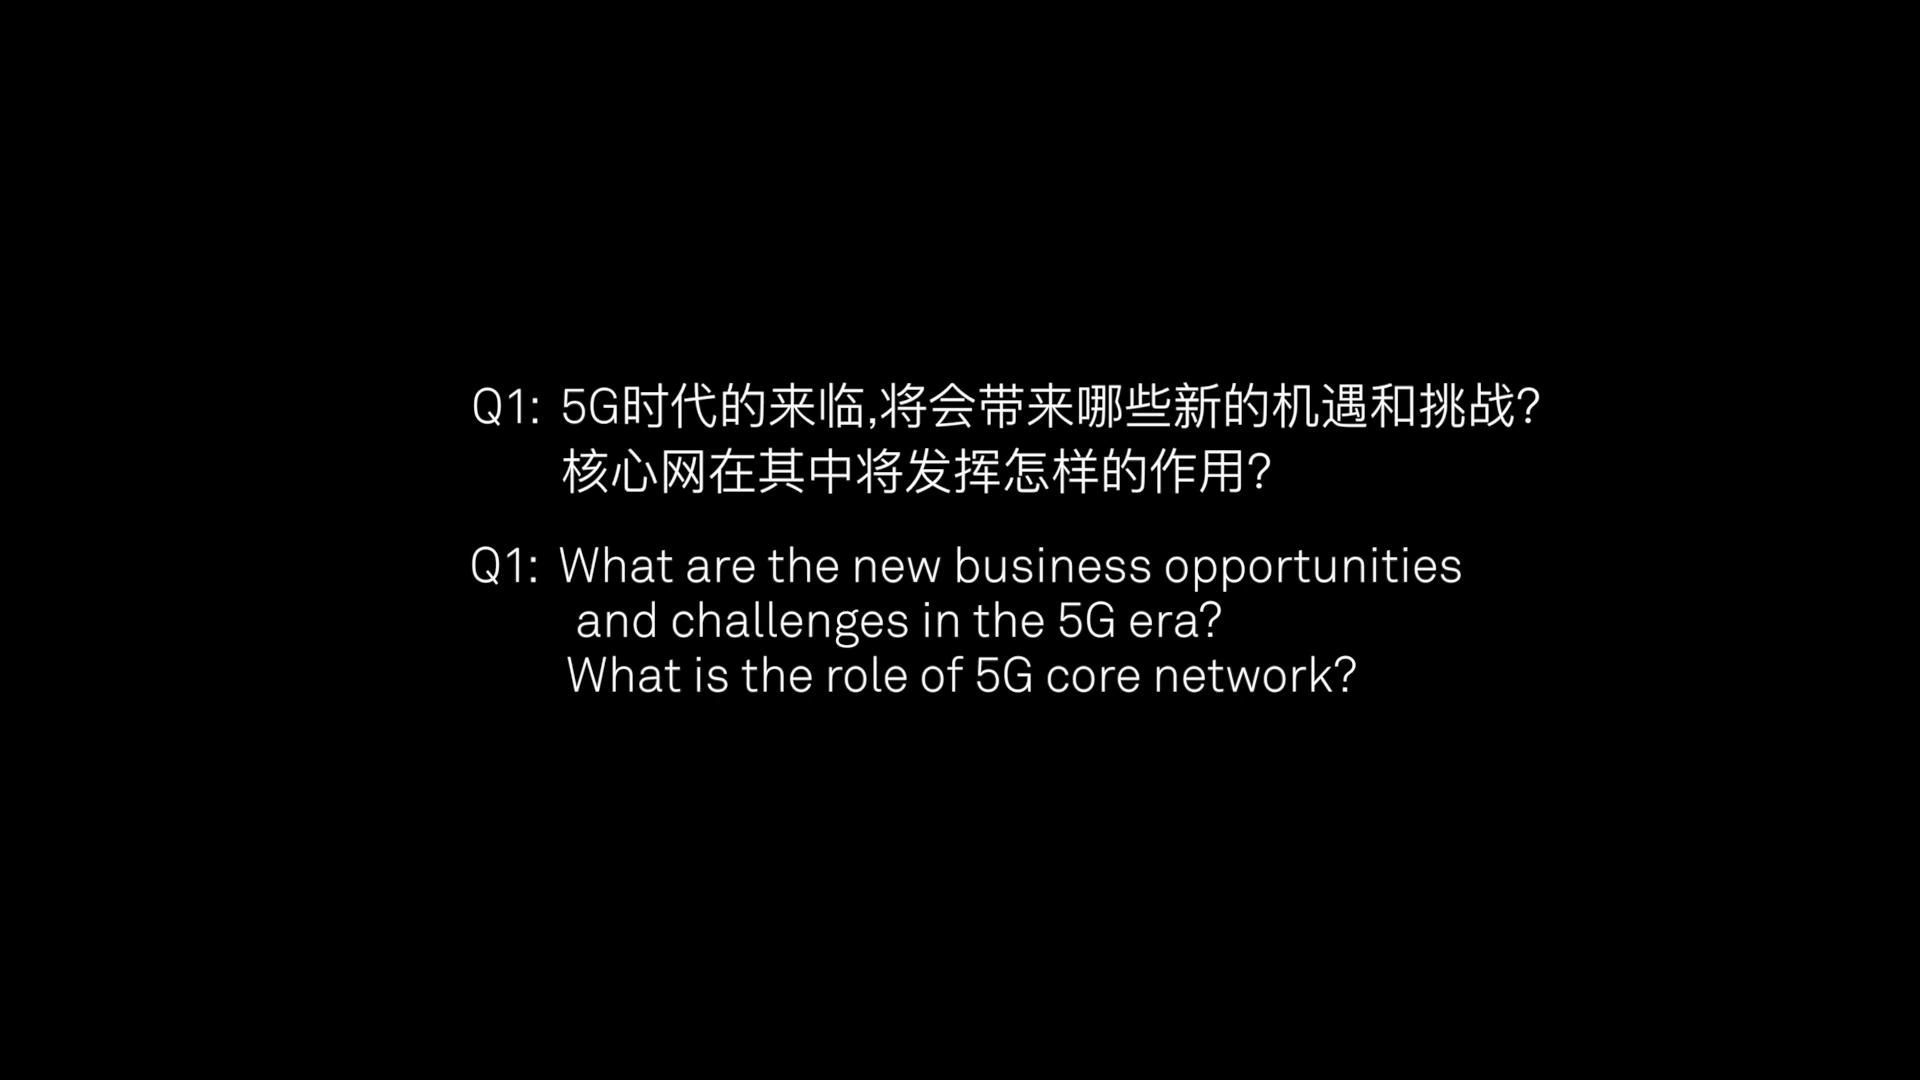 Q1: 5G时代的来临,将会带来哪些新的机遇和挑战?
核心网在其中将发挥怎样的作用?
Q1: What are the new business opportunities
and challenges in the 5G era?
What is the role of 5G core network?